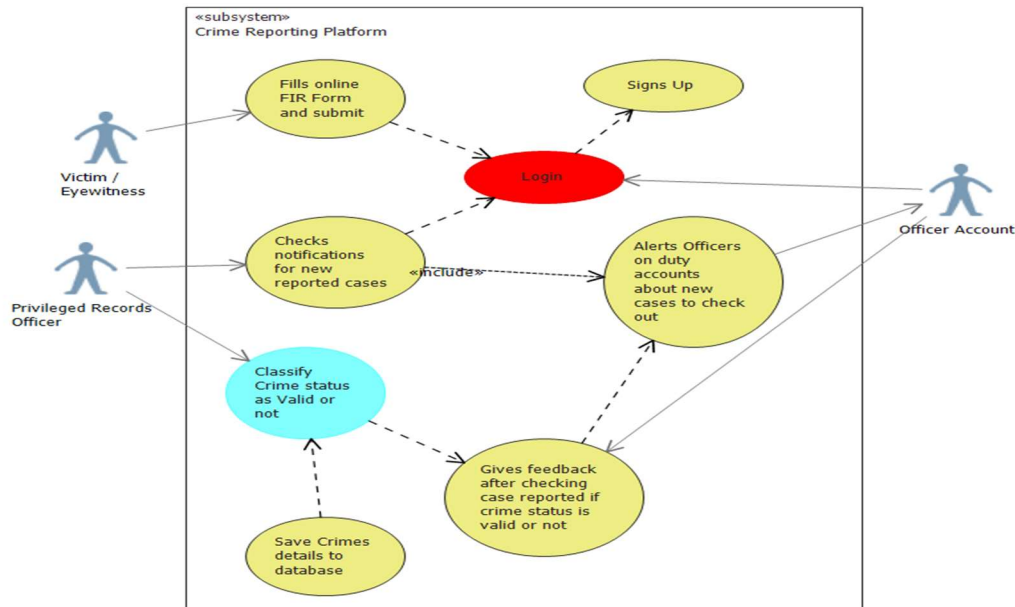 «subsystem»
Crime Reporting Platform
Fills online
FIR Form
and submit
Signs Up
Victim /
Eyewitness
Login
Officer Account
Checks
notifications
for new
reported cases
«include»
Alerts Officers
on duty
accounts
about new
cases to check
out
Privileged Records
Officer
Classify
Crime status
as Valid or
not
Gives feedback
after checking
case reported if
crime status is
valid or not
Save Crimes
details to
database